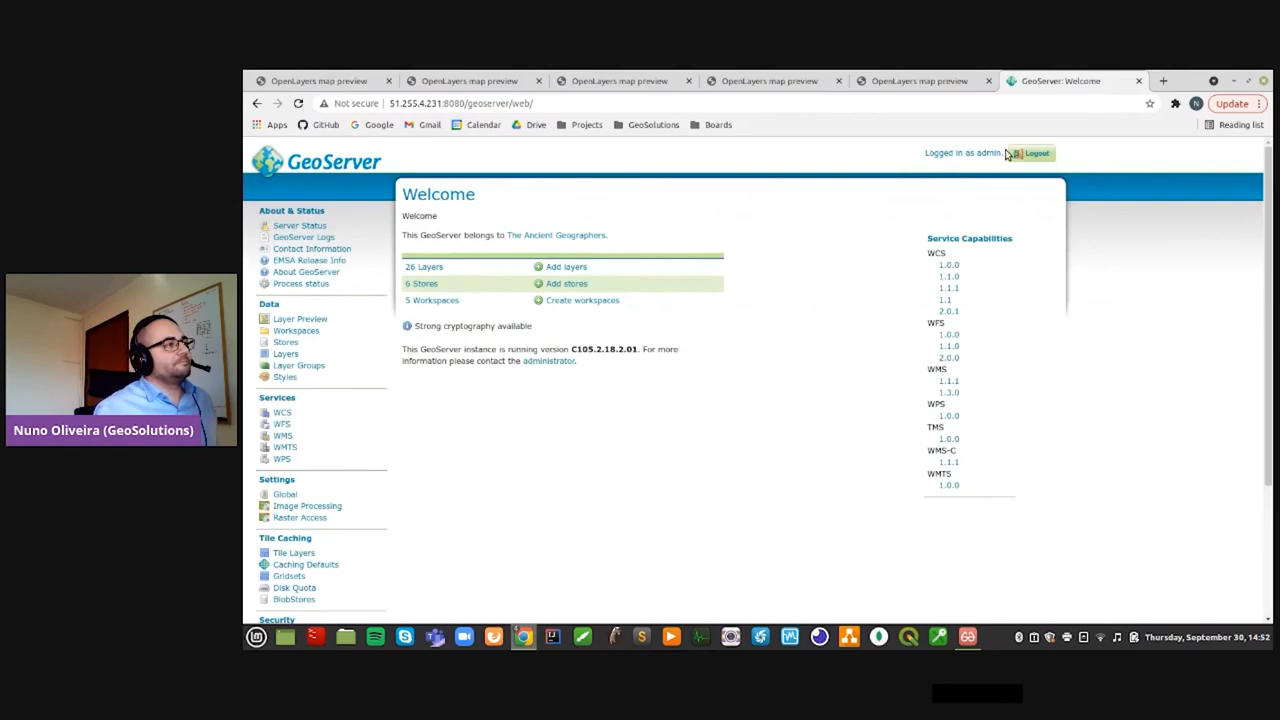 OpenLayers map preview
OpenLayers map preview
OpenLayers map preview
OpenLayers map preview
OpenLayers map preview
GeoServer: Welcome
Not secure 51.255.4.231:8080/geoserver/web/
N
Update
Apps GitHub Google Gmail Calendar Drive Projects GeoSolutions Boards
Reading list
GeoServer
Logged in as admin.
Logout
About & Status
Server Status
GeoServer Logs
Contact Information
EMSA Release Info
About GeoServer
Process status
Data
Layer Preview
Workspaces
Stores
Layers
Layer Groups
Styles
Services
WCS
WFS
WMS
WMTS
WPS
Settings
Global
Image Processing
Raster Access
Tile Caching
Tile Layers
Caching Defaults
Gridsets
Disk Quota
BlobStores
Security
Welcome
Welcome
This GeoServer belongs to The Ancient Geographers.
26 Layers Add layers
6 Stores Add stores
5 Workspaces Create workspaces
Strong cryptography available
This GeoServer instance is running version C105.2.18.2.01. For more
information please contact the administrator.
Service Capabilities
WCS
1.0.0
1.1.0
1.1.1
1.1
2.0.1
WFS
1.0.0
1.1.0
2.0.0
WMS
1.1.1
1.3.0
WPS
1.0.0
TMS
1.0.0
WMS-C
1.1.1
WMTS
1.0.0
Nuno Oliveira (GeoSolutions)
Thursday, September 30, 14:52